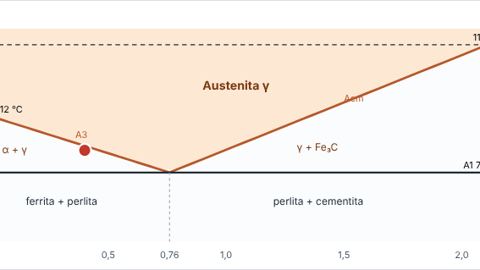 11
Austenita γ
Acm
12 °C
A3
α + γ
γ + Fe₃C
A1 7
ferrita + perlita
perlita + cementita
0,5
0,76
1,0
1,5
2,0